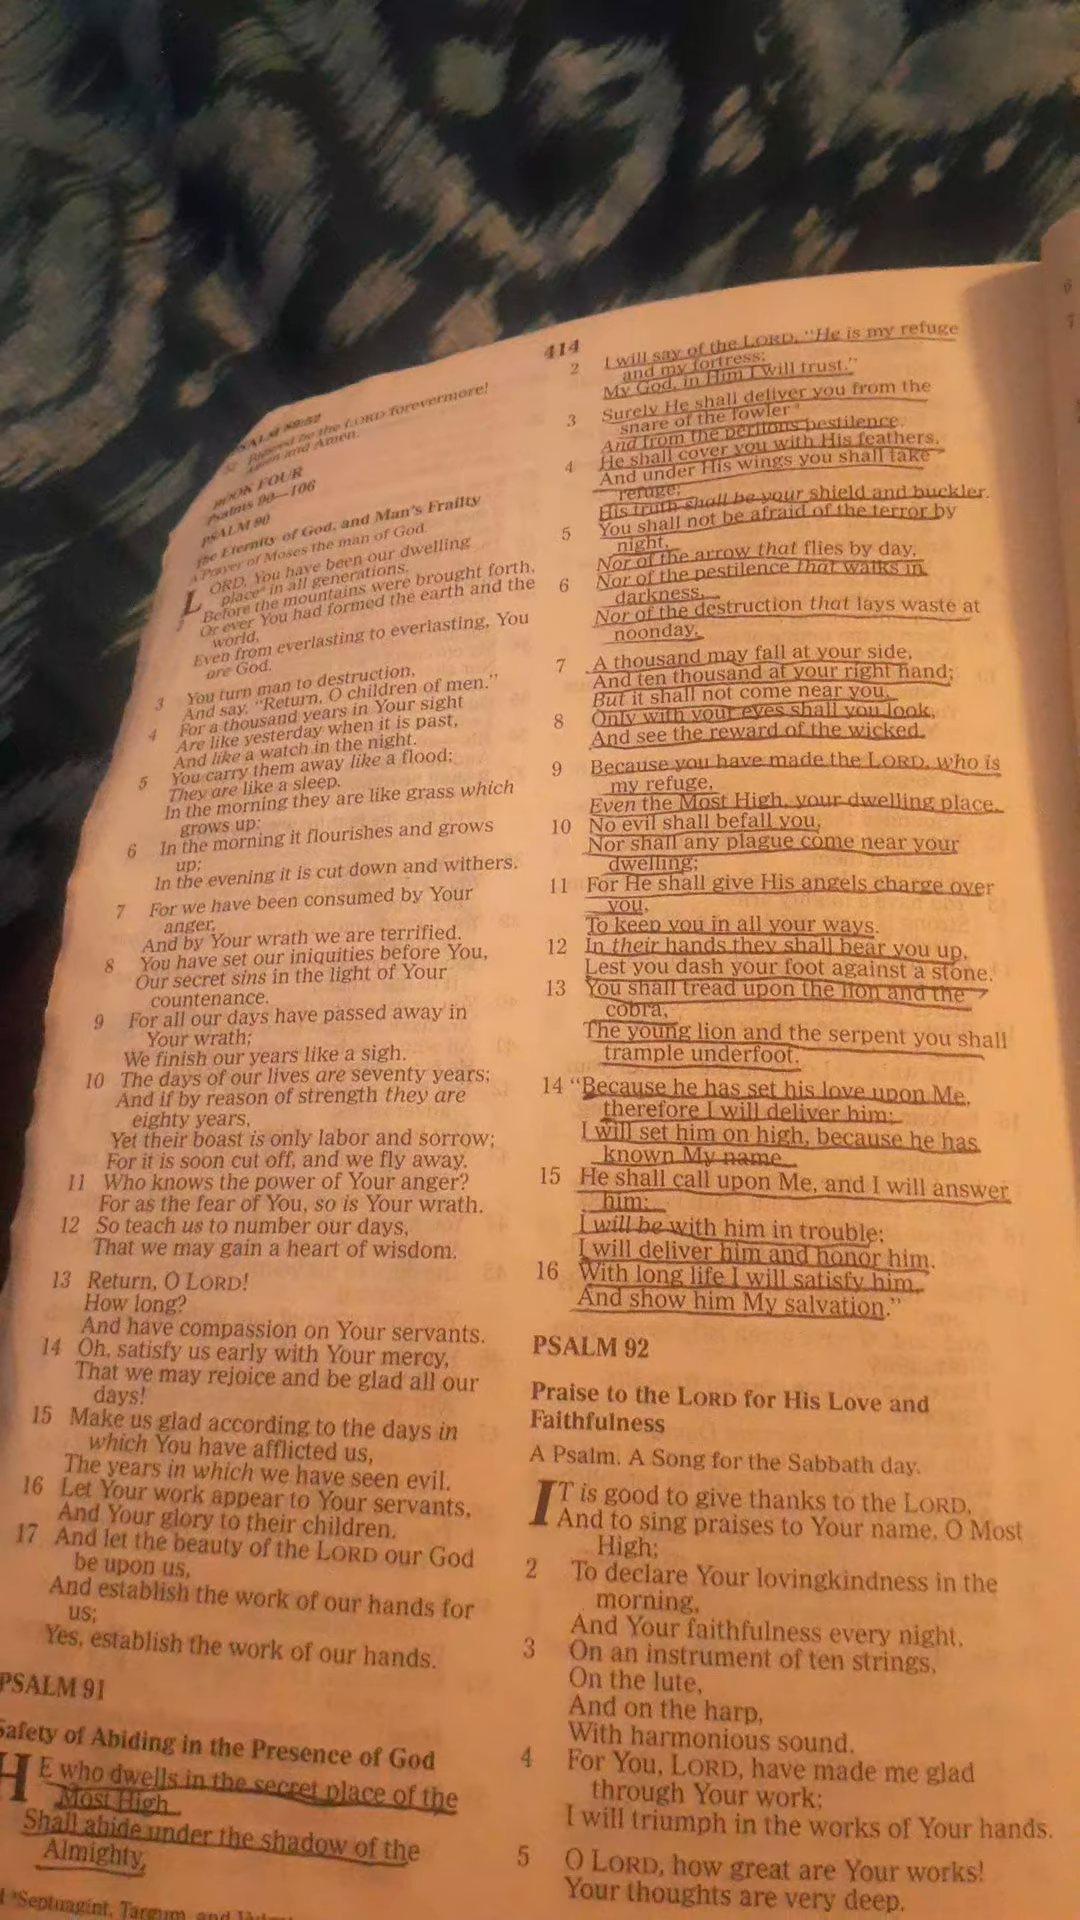 414
PSALM 89:52
52 Blessed be the LORD forevermore!
Amen and Amen.
BOOK FOUR
Psalms 90—106
PSALM 90
The Eternity of God, and Man's Frailty
A Prayer of Moses the man of God.
LORD, You have been our dwelling
place* in all generations.
2 Before the mountains were brought forth,
Or ever You had formed the earth and the
world,
Even from everlasting to everlasting, You
are God.
3 You turn man to destruction,
And say, "Return, O children of men."
4 For a thousand years in Your sight
Are like yesterday when it is past,
And like a watch in the night.
5 You carry them away like a flood;
They are like a sleep.
In the morning they are like grass which
grows up:
6 In the morning it flourishes and grows
up;
In the evening it is cut down and withers.
7 For we have been consumed by Your
anger,
And by Your wrath we are terrified.
8 You have set our iniquities before You,
Our secret sins in the light of Your
countenance.
9 For all our days have passed away in
Your wrath;
We finish our years like a sigh.
10 The days of our lives are seventy years;
And if by reason of strength they are
eighty years,
Yet their boast is only labor and sorrow;
For it is soon cut off, and we fly away.
11 Who knows the power of Your anger?
For as the fear of You, so is Your wrath.
12 So teach us to number our days,
That we may gain a heart of wisdom.
13 Return, O LORD!
How long?
And have compassion on Your servants.
14 Oh, satisfy us early with Your mercy,
That we may rejoice and be glad all our
days!
15 Make us glad according to the days in
which You have afflicted us,
The years in which we have seen evil.
16 Let Your work appear to Your servants,
And Your glory to their children.
17 And let the beauty of the LORD our God
be upon us,
And establish the work of our hands for
us;
Yes, establish the work of our hands.
PSALM 91
Safety of Abiding in the Presence of God
HE who dwells in the secret place of the
Most High
Shall abide under the shadow of the
Almighty.
*Septuagint, Targum, and
2 I will say of the LORD, "He is my refuge
and my fortress;
My God, in Him I will trust."
3 Surely He shall deliver you from the
snare of the fowler*
And from the perilous pestilence.
4 He shall cover you with His feathers,
And under His wings you shall take
refuge;
His truth shall be your shield and buckler.
5 You shall not be afraid of the terror by
night,
Nor of the arrow that flies by day,
6 Nor of the pestilence that walks in
darkness,
Nor of the destruction that lays waste at
noonday.
7 A thousand may fall at your side,
And ten thousand at your right hand;
But it shall not come near you.
8 Only with your eyes shall you look,
And see the reward of the wicked.
9 Because you have made the LORD, who is
my refuge,
Even the Most High, your dwelling place,
10 No evil shall befall you,
Nor shall any plague come near your
dwelling;
11 For He shall give His angels charge over
you,
To keep you in all your ways.
12 In their hands they shall bear you up,
Lest you dash your foot against a stone.
13 You shall tread upon the lion and the
cobra,
The young lion and the serpent you shall
trample underfoot.
14 "Because he has set his love upon Me,
therefore I will deliver him;
I will set him on high, because he has
known My name.
15 He shall call upon Me, and I will answer
him;
I will be with him in trouble;
I will deliver him and honor him.
16 With long life I will satisfy him,
And show him My salvation."
PSALM 92
Praise to the LORD for His Love and
Faithfulness
A Psalm. A Song for the Sabbath day.
IT is good to give thanks to the LORD,
And to sing praises to Your name, O Most
High;
2 To declare Your lovingkindness in the
morning,
And Your faithfulness every night,
3 On an instrument of ten strings,
On the lute,
And on the harp,
With harmonious sound.
4 For You, LORD, have made me glad
through Your work;
I will triumph in the works of Your hands.
5 O LORD, how great are Your works!
Your thoughts are very deep.